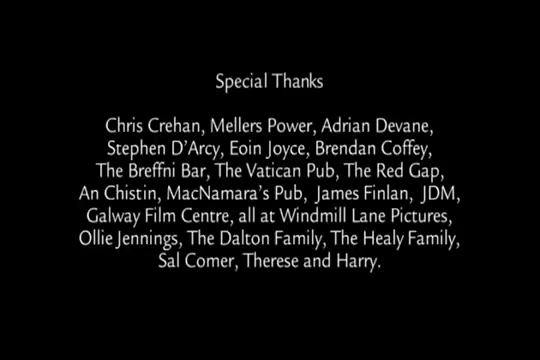 Special Thanks
Chris Crehan, Mellers Power, Adrian Devane,
Stephen D'Arcy, Eoin Joyce, Brendan Coffey,
The Breffni Bar, The Vatican Pub, The Red Gap,
An Chistin, MacNamara's Pub, James Finlan, JDM,
Galway Film Centre, all at Windmill Lane Pictures,
Ollie Jennings, The Dalton Family, The Healy Family,
Sal Comer, Therese and Harry.